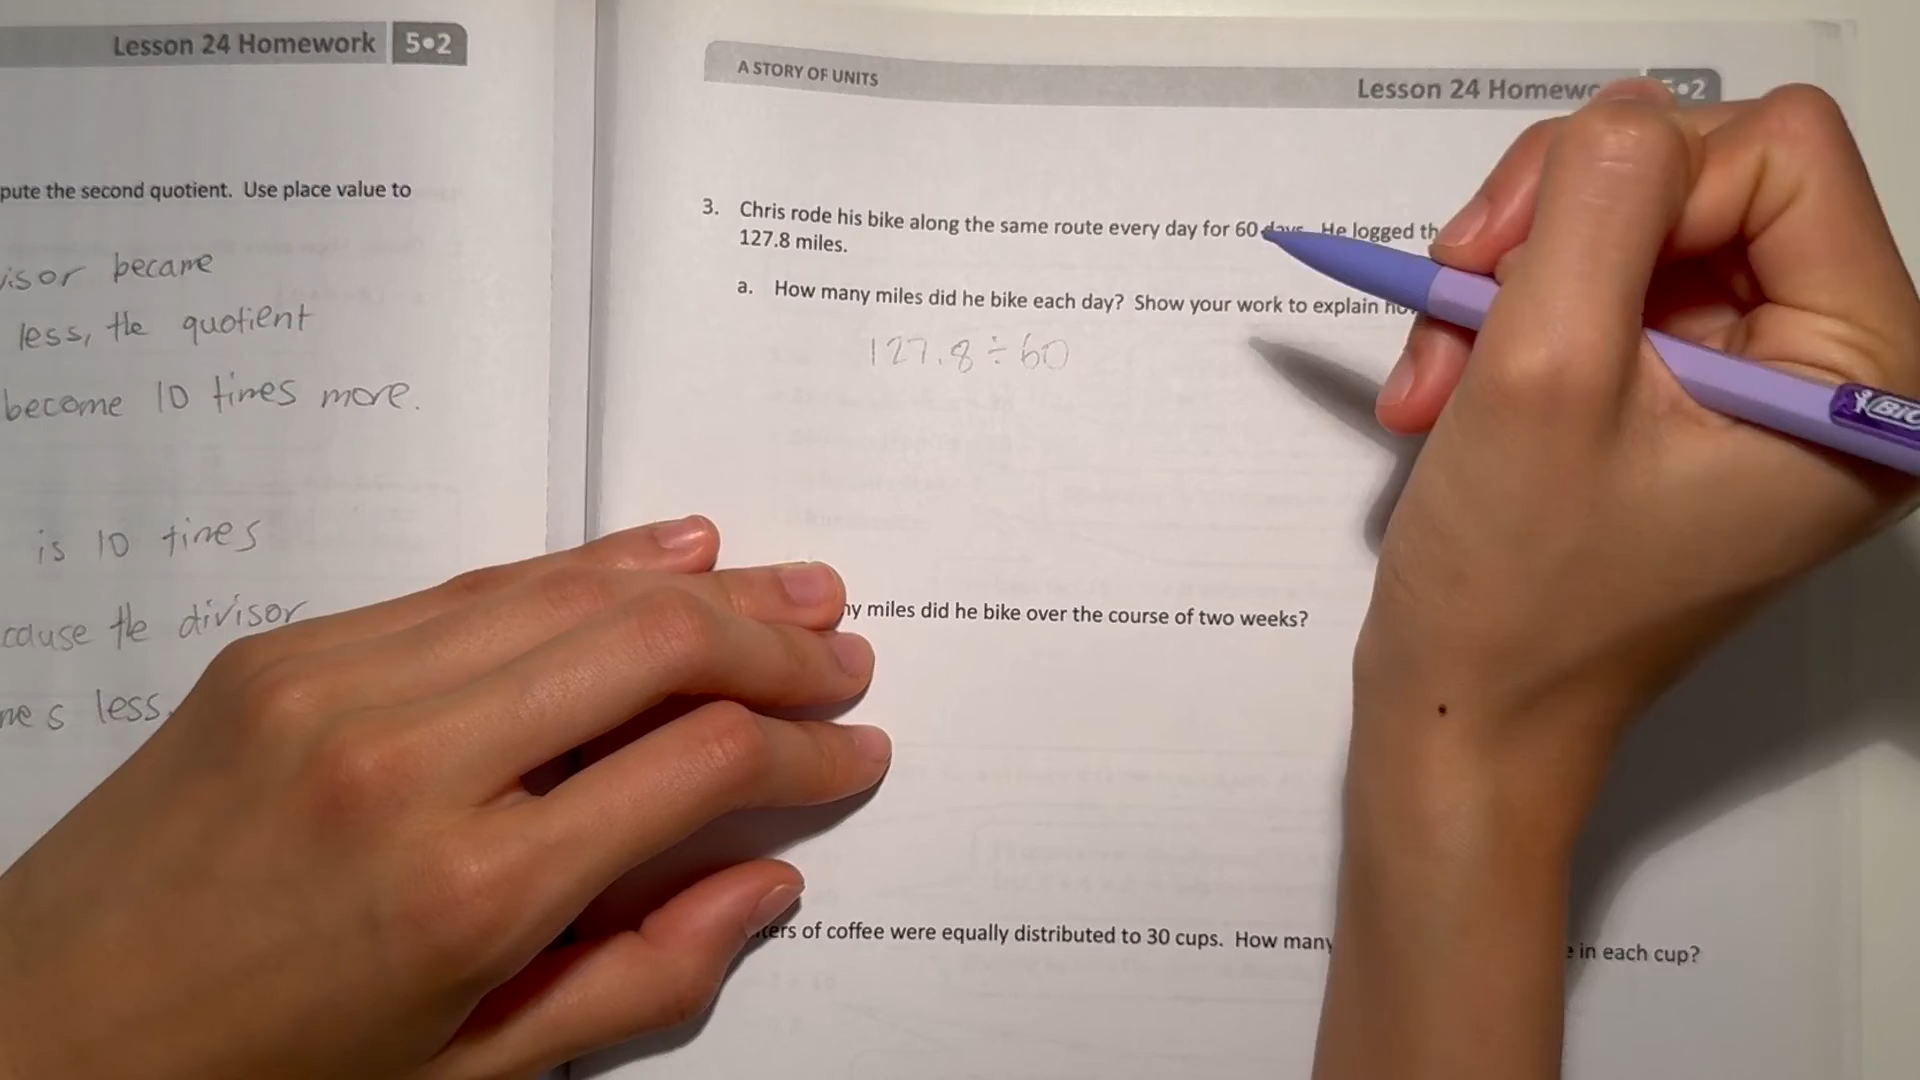 Lesson 24 Homework 5•2
pute the second quotient. Use place value to
isor became
less, the quotient
become 10 times more.
is 10 times
cause the divisor
less.
A STORY OF UNITS
Lesson 24 Homewo 5•2
3. Chris rode his bike along the same route every day for 60 days. He logged th
127.8 miles.
a. How many miles did he bike each day? Show your work to explain
127.8 ÷ 60
ny miles did he bike over the course of two weeks?
ters of coffee were equally distributed to 30 cups. How many in each cup?
BIC